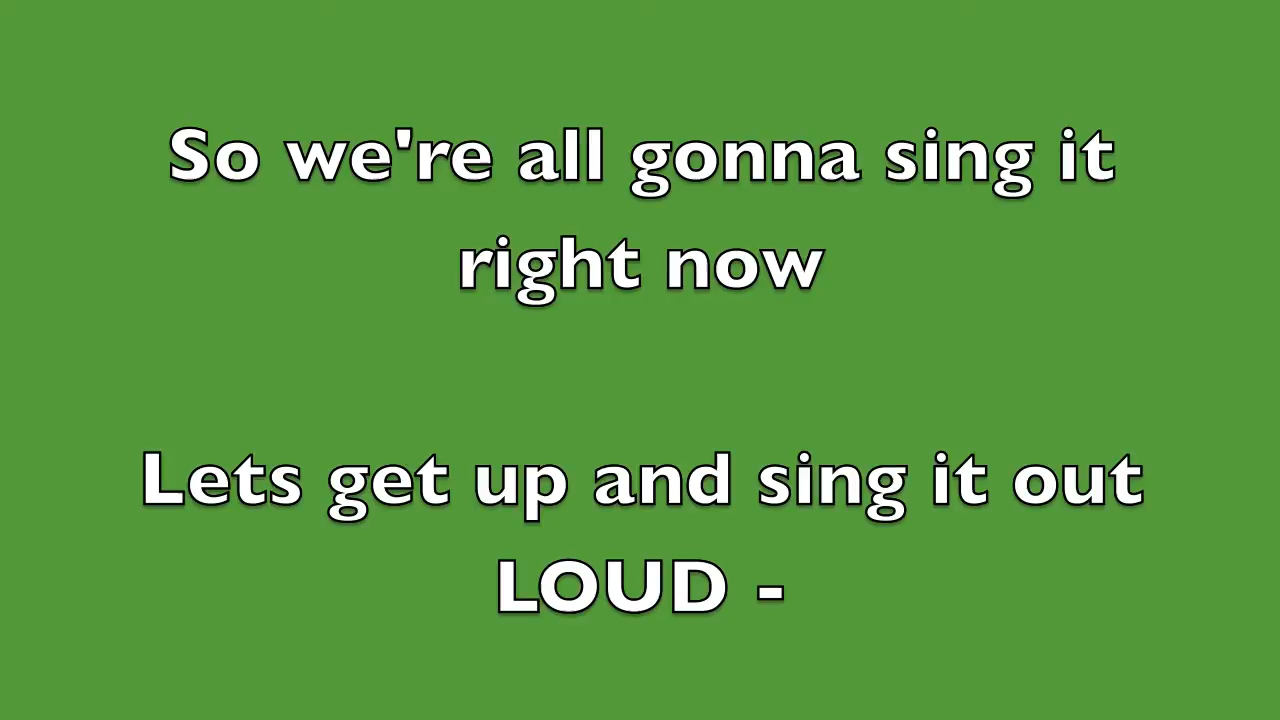 So we're all gonna sing it
right now
Lets get up and sing it out
LOUD -